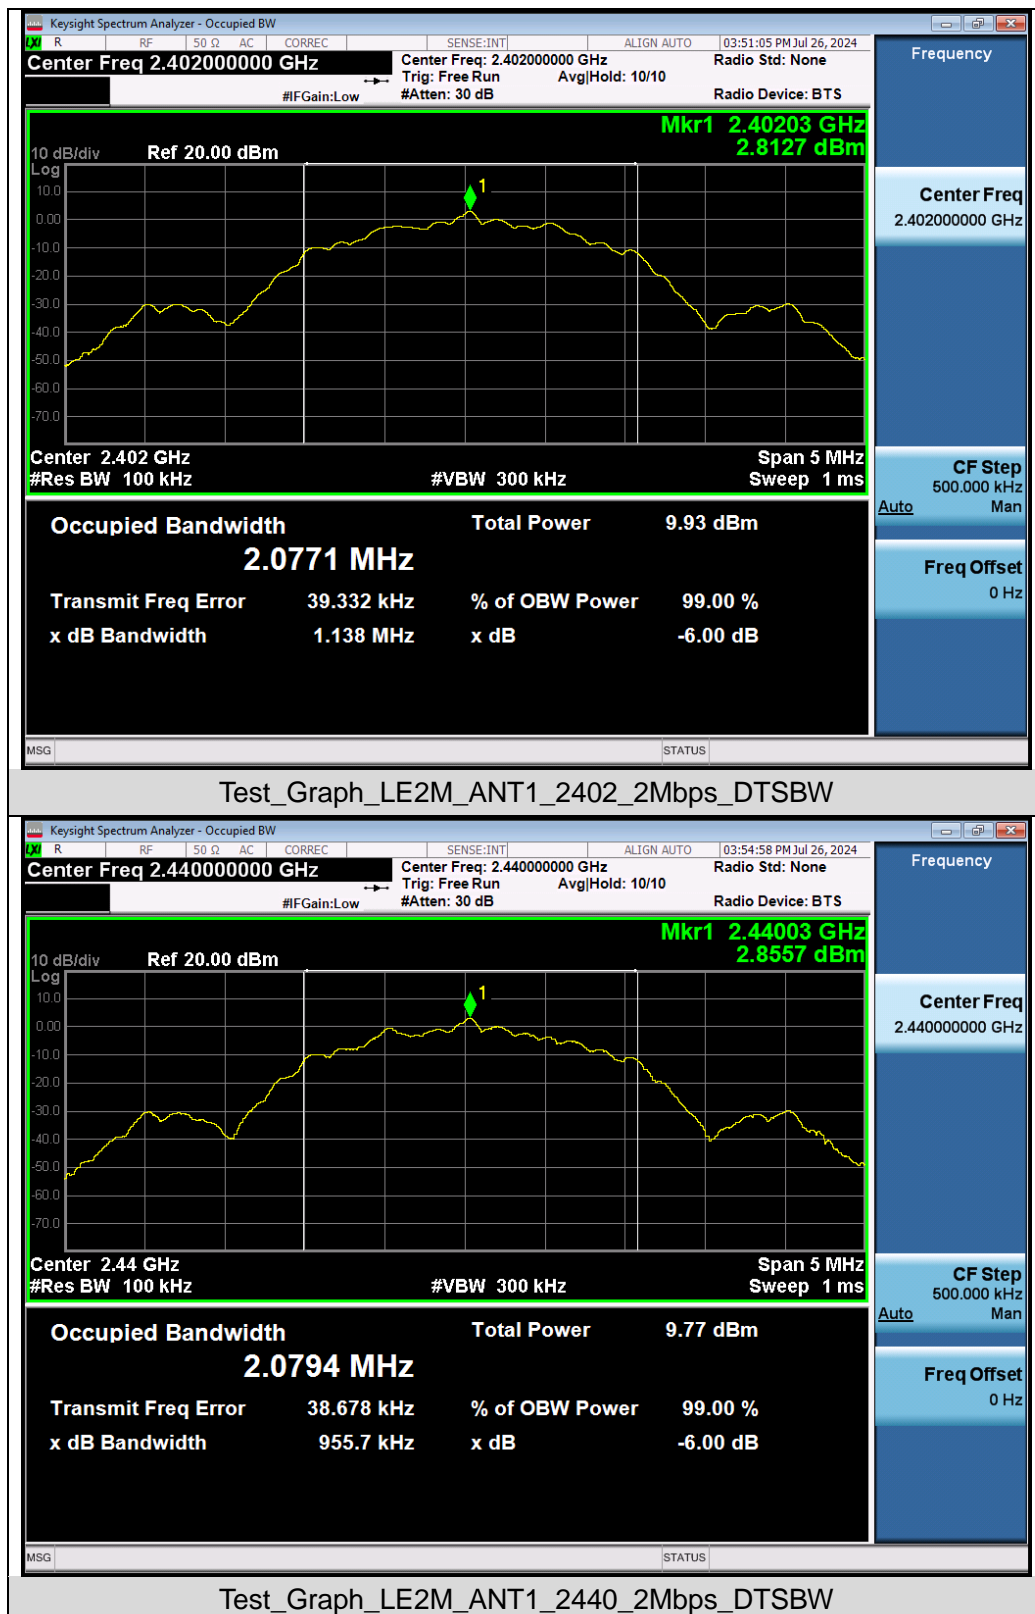 Keysight Spectrum Analyzer - Occupied BW
LXI R RF 50 Ω AC CORREC SENSE:INT ALIGN AUTO 03:51:05 PM Jul 26, 2024
Center Freq 2.402000000 GHz
Center Freq: 2.402000000 GHz Radio Std: None
Trig: Free Run Avg|Hold: 10/10
#IFGain:Low #Atten: 30 dB Radio Device: BTS
Frequency
Mkr1 2.40203 GHz
2.8127 dBm
10 dB/div Ref 20.00 dBm
Log
10.0
0.00
-10.0
-20.0
-30.0
-40.0
-50.0
-60.0
-70.0
1
Center 2.402 GHz Span 5 MHz
#Res BW 100 kHz #VBW 300 kHz Sweep 1 ms
Center Freq
2.402000000 GHz
CF Step
500.000 kHz
Auto Man
Freq Offset
0 Hz
Occupied Bandwidth Total Power 9.93 dBm
2.0771 MHz
Transmit Freq Error 39.332 kHz % of OBW Power 99.00 %
x dB Bandwidth 1.138 MHz x dB -6.00 dB
MSG STATUS
Test_Graph_LE2M_ANT1_2402_2Mbps_DTSBW
Keysight Spectrum Analyzer - Occupied BW
LXI R RF 50 Ω AC CORREC SENSE:INT ALIGN AUTO 03:54:58 PM Jul 26, 2024
Center Freq 2.440000000 GHz
Center Freq: 2.440000000 GHz Radio Std: None
Trig: Free Run Avg|Hold: 10/10
#IFGain:Low #Atten: 30 dB Radio Device: BTS
Frequency
Mkr1 2.44003 GHz
2.8557 dBm
10 dB/div Ref 20.00 dBm
Log
10.0
0.00
-10.0
-20.0
-30.0
-40.0
-50.0
-60.0
-70.0
1
Center 2.44 GHz Span 5 MHz
#Res BW 100 kHz #VBW 300 kHz Sweep 1 ms
Center Freq
2.440000000 GHz
CF Step
500.000 kHz
Auto Man
Freq Offset
0 Hz
Occupied Bandwidth Total Power 9.77 dBm
2.0794 MHz
Transmit Freq Error 38.678 kHz % of OBW Power 99.00 %
x dB Bandwidth 955.7 kHz x dB -6.00 dB
MSG STATUS
Test_Graph_LE2M_ANT1_2440_2Mbps_DTSBW